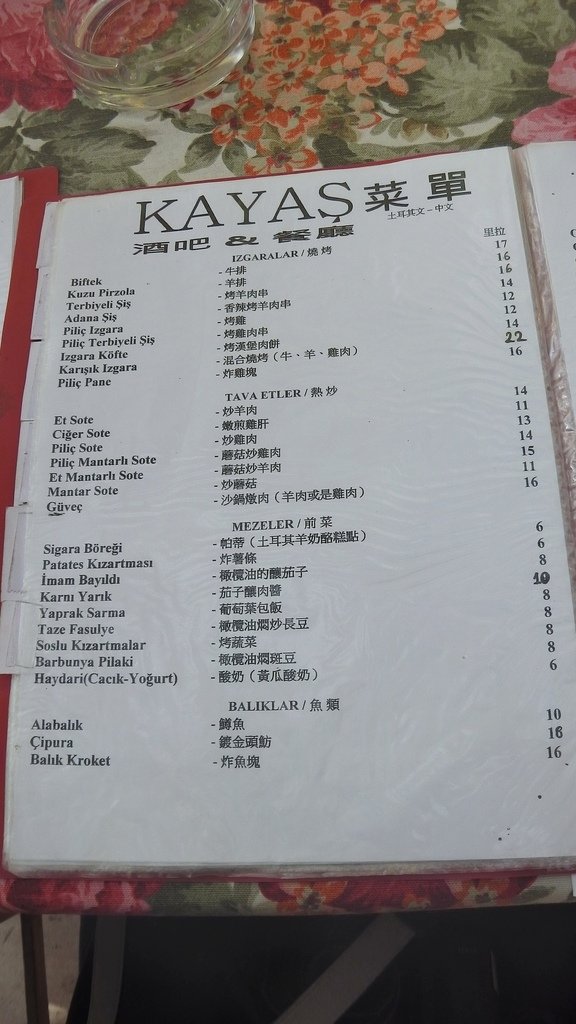 KAYAŞ 菜單
酒吧 & 餐廳
土耳其文 - 中文
IZGARALAR / 燒烤 里拉
Biftek - 牛排 17
Kuzu Pirzola - 羊排 16
Terbiyeli Şiş - 烤羊肉串 16
Adana Şiş - 香辣烤羊肉串 14
Piliç Izgara - 烤雞 12
Piliç Terbiyeli Şiş - 烤雞肉串 12
Izgara Köfte - 烤漢堡肉餅 14
Karışık Izgara - 混合燒烤（牛、羊、雞肉） 22
Piliç Pane - 炸雞塊 16
TAVA ETLER / 熱炒
Et Sote - 炒羊肉 14
Ciğer Sote - 嫩煎雞肝 11
Piliç Sote - 炒雞肉 13
Piliç Mantarlı Sote - 蘑菇炒雞肉 14
Et Mantarlı Sote - 蘑菇炒羊肉 15
Mantar Sote - 炒蘑菇 11
Güveç - 沙鍋燉肉（羊肉或是雞肉） 16
MEZELER / 前菜
Sigara Böreği - 帕蒂（土耳其羊奶酪糕點） 6
Patates Kızartması - 炸薯條 6
İmam Bayıldı - 橄欖油的釀茄子 8
Karnı Yarık - 茄子釀肉醬 10
Yaprak Sarma - 葡萄葉包飯 8
Taze Fasulye - 橄欖油燜炒長豆 8
Soslu Kızartmalar - 烤蔬菜 8
Barbunya Pilaki - 橄欖油燜斑豆 8
Haydari(Cacık-Yoğurt) - 酸奶（黃瓜酸奶） 6
BALIKLAR / 魚類
Alabalık - 鱒魚 10
Çipura - 鍍金頭魴 16
Balık Kroket - 炸魚塊 16